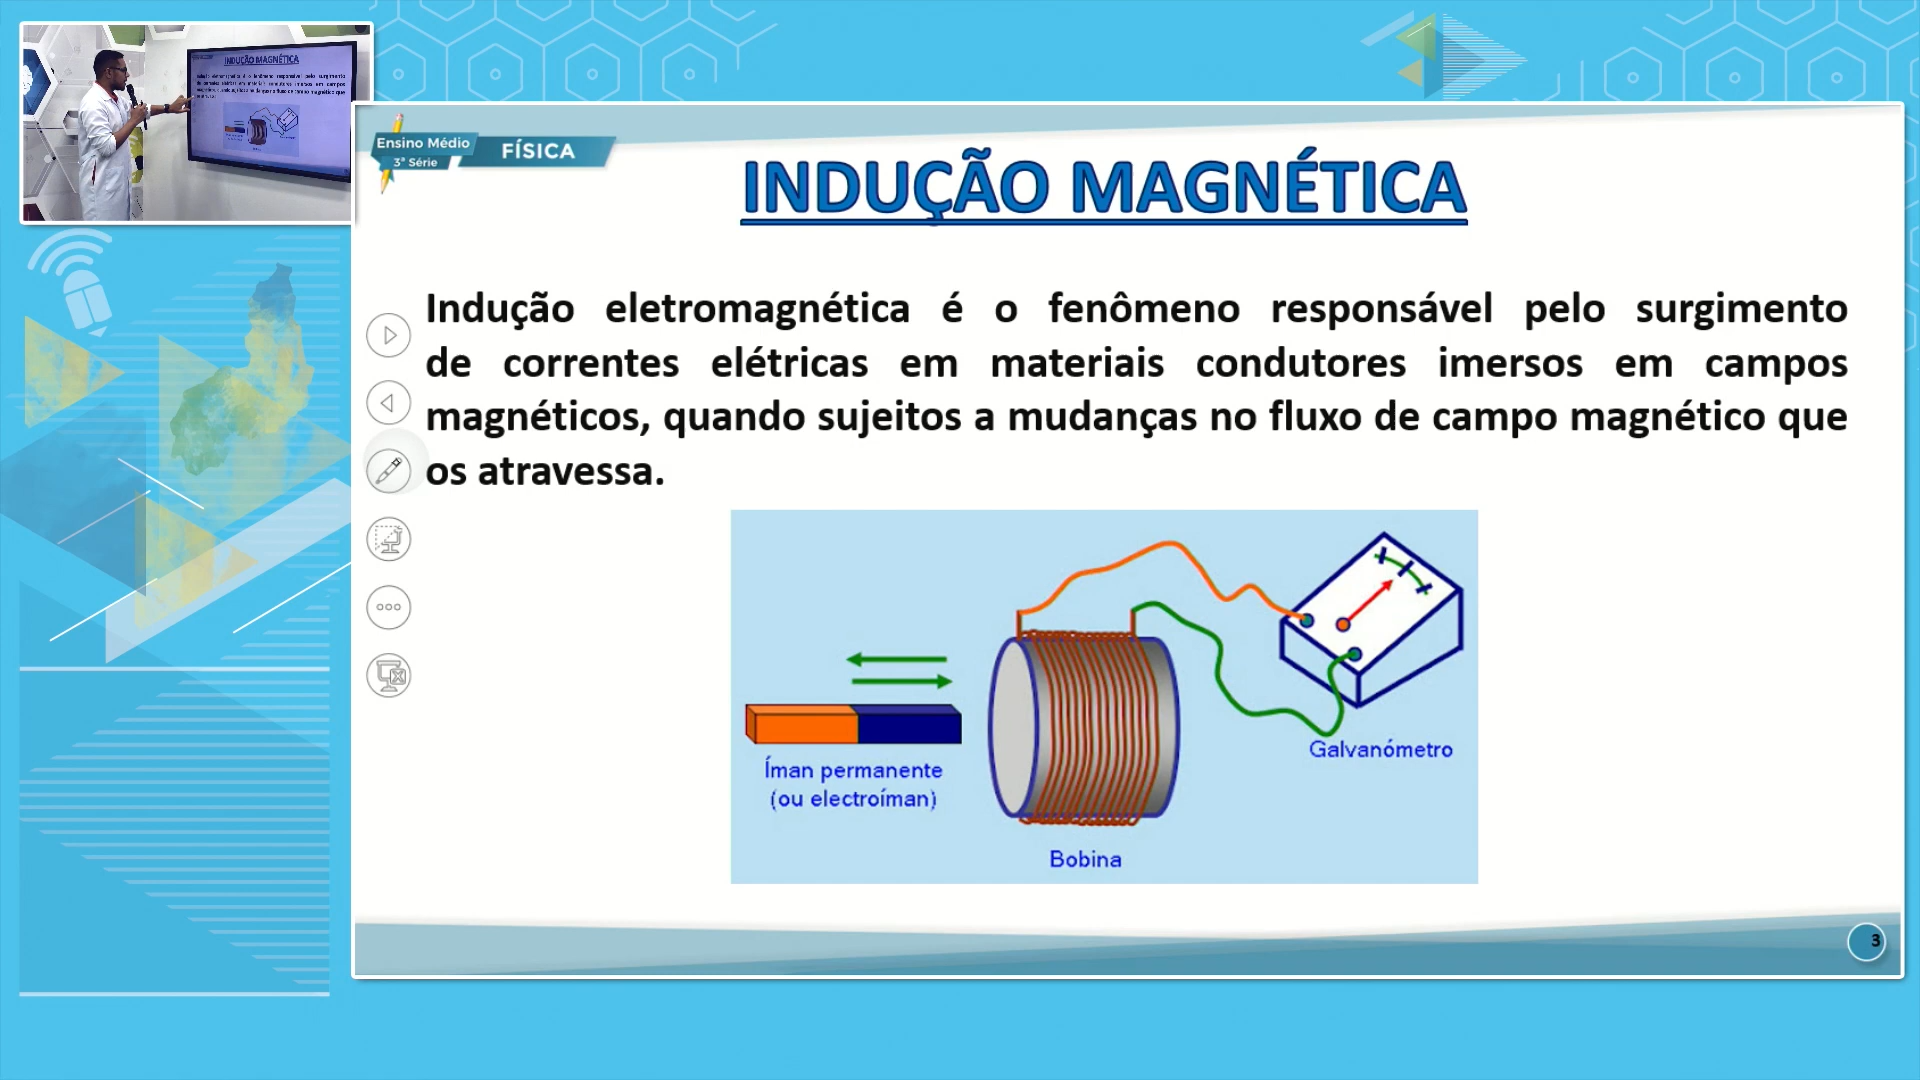 INDUÇÃO MAGNÉTICA
Ensino Médio
3ª Série
FÍSICA
INDUÇÃO MAGNÉTICA
Indução eletromagnética é o fenômeno responsável pelo surgimento
de correntes elétricas em materiais condutores imersos em campos
magnéticos, quando sujeitos a mudanças no fluxo de campo magnético que
os atravessa.
Íman permanente
(ou electroíman)
Bobina
Galvanómetro
3